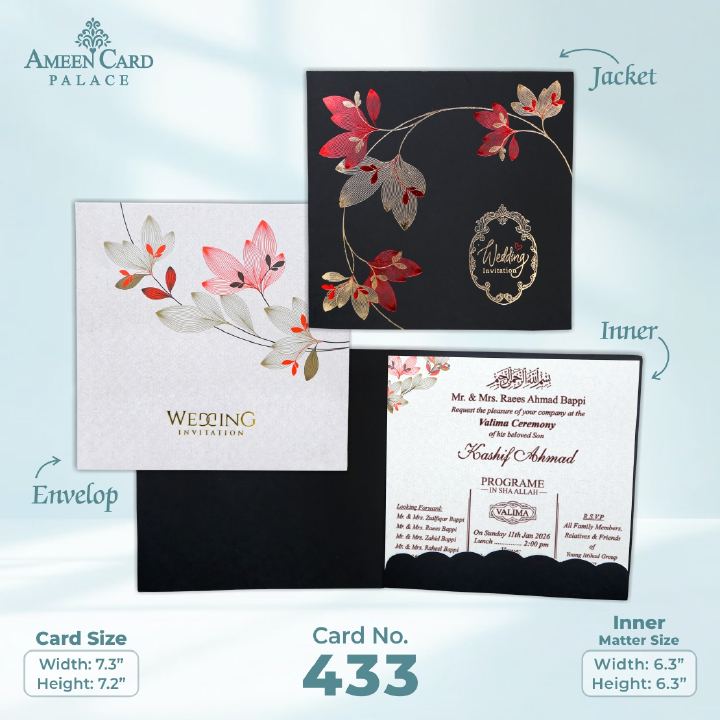 AMEEN CARD
PALACE
Jacket
Wedding
Invitation
WEDDING
INVITATION
Envelop
Inner
بسم الله الرحمن الرحيم
Mr. & Mrs. Raees Ahmad Bappi
Request the pleasure of your company at the
Valima Ceremony
of his beloved Son
Kashif Ahmad
PROGRAME
IN SHA ALLAH
VALIMA
On Sunday 11th Jan 2026
Lunch .............. 2:00 pm
Looking Forward:
Mr. & Mrs. Zulfiqar Bappi
Mr. & Mrs. Raees Bappi
Mr. & Mrs. Zahid Bappi
Mr. & Mrs. Raheel Bappi
R.S.V.P
All Family Members,
Relatives & Friends
of
Young Ittihad Group
Card Size
Width: 7.3”
Height: 7.2”
Card No.
433
Inner
Matter Size
Width: 6.3”
Height: 6.3”